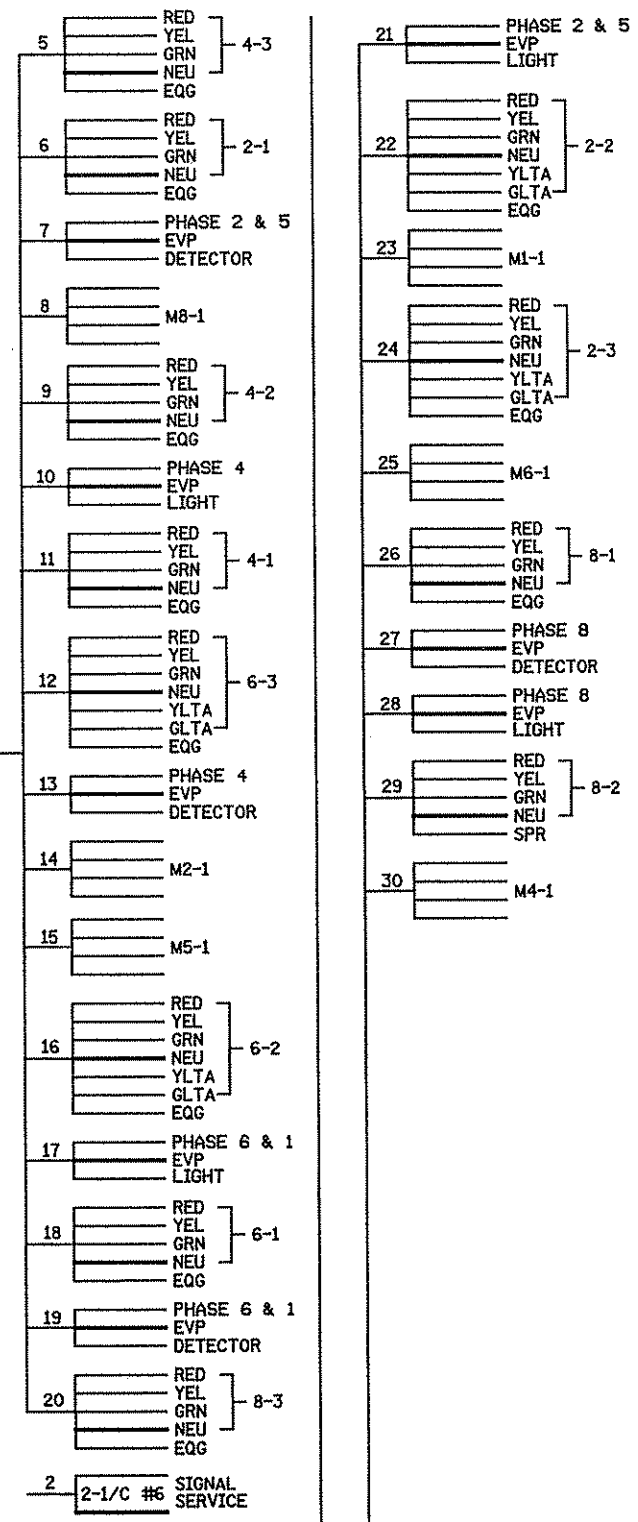 5
RED
YEL
GRN
NEU
EQG
4-3
6
RED
YEL
GRN
NEU
EQG
2-1
7
PHASE 2 & 5
EVP
DETECTOR
8
M8-1
9
RED
YEL
GRN
NEU
EQG
4-2
10
PHASE 4
EVP
LIGHT
11
RED
YEL
GRN
NEU
EQG
4-1
12
RED
YEL
GRN
NEU
YLTA
GLTA
EQG
6-3
13
PHASE 4
EVP
DETECTOR
14
M2-1
15
M5-1
16
RED
YEL
GRN
NEU
YLTA
GLTA
EQG
6-2
17
PHASE 6 & 1
EVP
LIGHT
18
RED
YEL
GRN
NEU
EQG
6-1
19
PHASE 6 & 1
EVP
DETECTOR
20
RED
YEL
GRN
NEU
EQG
8-3
2
2-1/C #6
SIGNAL
SERVICE
21
PHASE 2 & 5
EVP
LIGHT
22
RED
YEL
GRN
NEU
YLTA
GLTA
EQG
2-2
23
M1-1
24
RED
YEL
GRN
NEU
YLTA
GLTA
EQG
2-3
25
M6-1
26
RED
YEL
GRN
NEU
EQG
8-1
27
PHASE 8
EVP
DETECTOR
28
PHASE 8
EVP
LIGHT
29
RED
YEL
GRN
NEU
SPR
8-2
30
M4-1